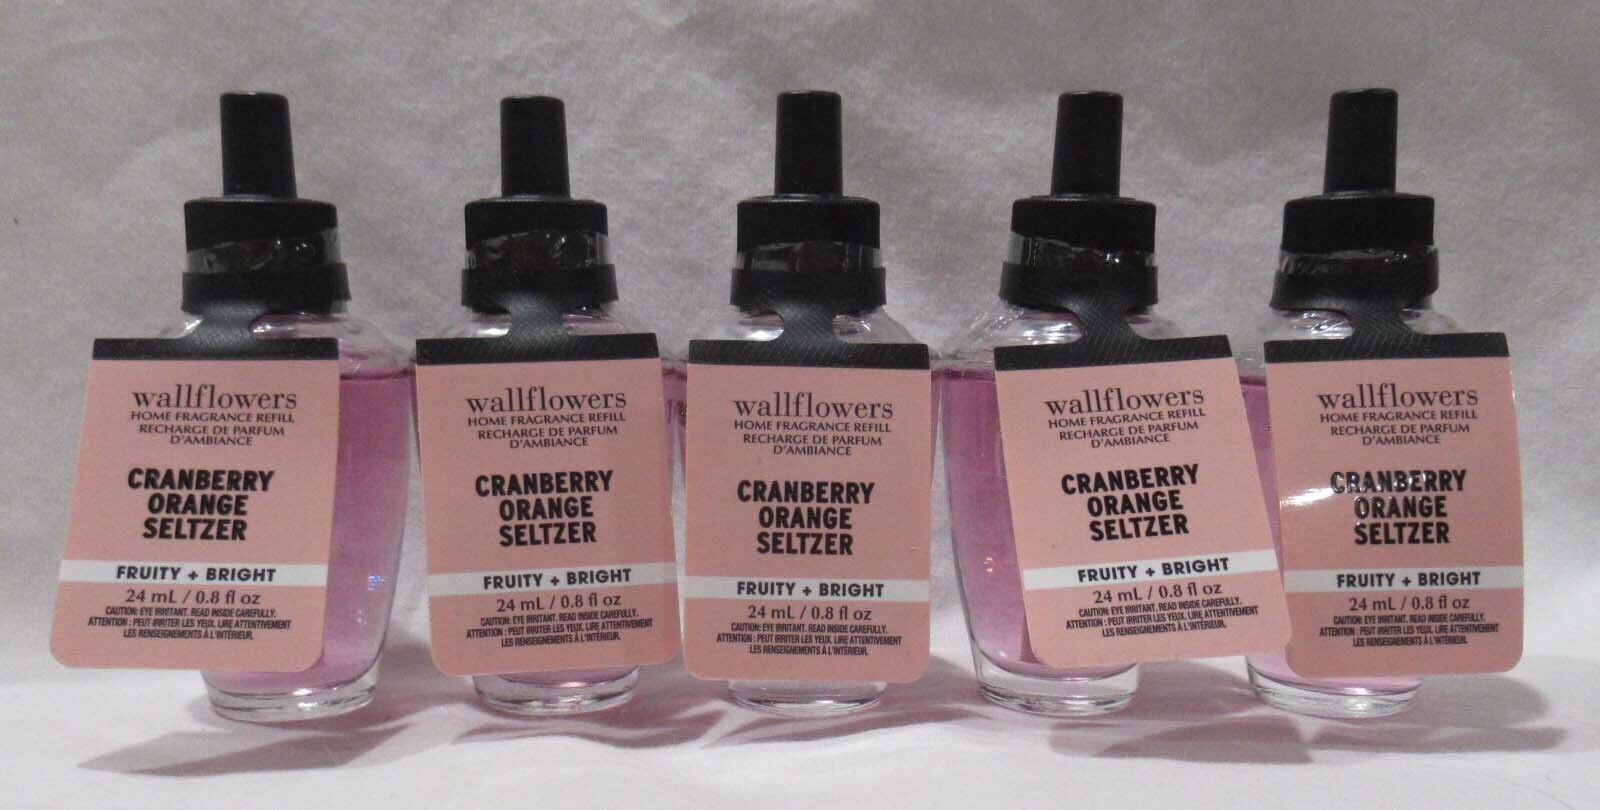 wallflowers
HOME FRAGRANCE REFILL
RECHARGE DE PARFUM
D'AMBIANCE
CRANBERRY
ORANGE
SELTZER
FRUITY + BRIGHT
24 mL / 0.8 fl oz
CAUTION: EYE IRRITANT. READ INSIDE CAREFULLY.
ATTENTION : PEUT IRRITER LES YEUX. LIRE ATTENTIVEMENT
LES RENSEIGNEMENTS À L'INTÉRIEUR.
wallflowers
HOME FRAGRANCE REFILL
RECHARGE DE PARFUM
D'AMBIANCE
CRANBERRY
ORANGE
SELTZER
FRUITY + BRIGHT
24 mL / 0.8 fl oz
CAUTION: EYE IRRITANT. READ INSIDE CAREFULLY.
ATTENTION : PEUT IRRITER LES YEUX. LIRE ATTENTIVEMENT
LES RENSEIGNEMENTS À L'INTÉRIEUR.
wallflowers
HOME FRAGRANCE REFILL
RECHARGE DE PARFUM
D'AMBIANCE
CRANBERRY
ORANGE
SELTZER
FRUITY + BRIGHT
24 mL / 0.8 fl oz
CAUTION: EYE IRRITANT. READ INSIDE CAREFULLY.
ATTENTION : PEUT IRRITER LES YEUX. LIRE ATTENTIVEMENT
LES RENSEIGNEMENTS À L'INTÉRIEUR.
wallflowers
HOME FRAGRANCE REFILL
RECHARGE DE PARFUM
D'AMBIANCE
CRANBERRY
ORANGE
SELTZER
FRUITY + BRIGHT
24 mL / 0.8 fl oz
CAUTION: EYE IRRITANT. READ INSIDE CAREFULLY.
ATTENTION : PEUT IRRITER LES YEUX. LIRE ATTENTIVEMENT
LES RENSEIGNEMENTS À L'INTÉRIEUR.
wallflowers
HOME FRAGRANCE REFILL
RECHARGE DE PARFUM
D'AMBIANCE
CRANBERRY
ORANGE
SELTZER
FRUITY + BRIGHT
24 mL / 0.8 fl oz
CAUTION: EYE IRRITANT. READ INSIDE CAREFULLY.
ATTENTION : PEUT IRRITER LES YEUX. LIRE ATTENTIVEMENT
LES RENSEIGNEMENTS À L'INTÉRIEUR.